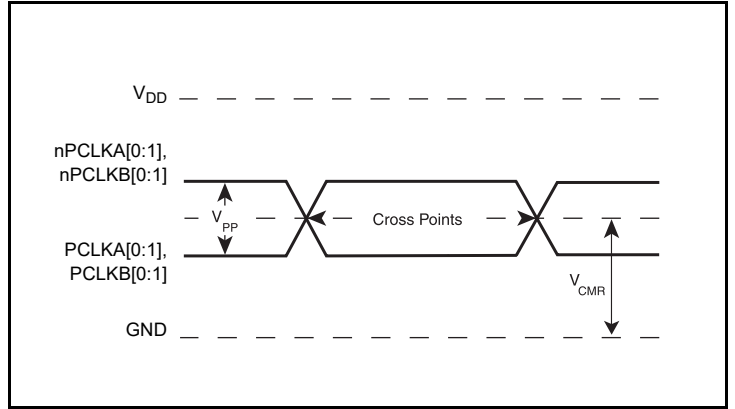 VDD
nPCLKA[0:1],
nPCLKB[0:1]
VPP
Cross Points
PCLKA[0:1],
PCLKB[0:1]
VCMR
GND